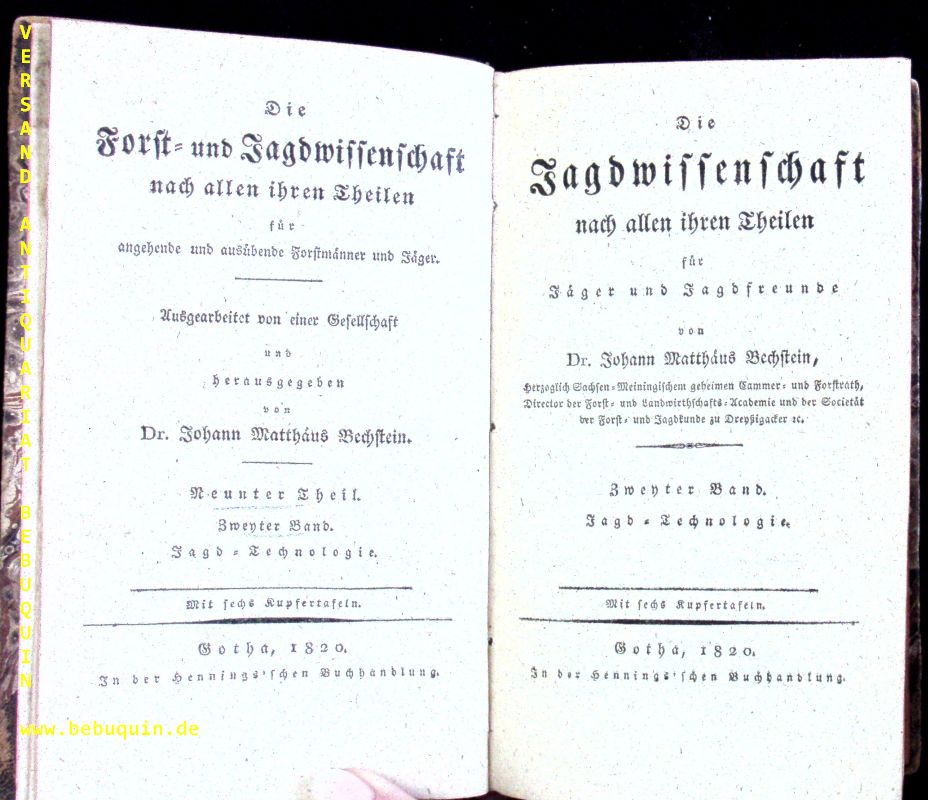 Die
Forst- und Jagdwissenschaft
nach allen ihren Theilen
für
angehende und ausübende Forstmänner und Jäger.
Ausgearbeitet von einer Gesellschaft
und
herausgegeben
von
Dr. Johann Matthäus Bechstein.
Neunter Theil.
Zweyter Band.
Jagd-Technologie.
Mit sechs Kupfertafeln.
Gotha, 1820.
In der Hennings'schen Buchhandlung.
Die
Jagdwissenschaft
nach allen ihren Theilen
für
Jäger und Jagdfreunde
von
Dr. Johann Matthäus Bechstein,
Herzoglich Sachsen-Meiningischem geheimen Cammer- und Forstrath,
Director der Forst- und Landwirthschafts-Academie und der Societät
der Forst- und Jagdkunde zu Dreyßigacker ꝛc.
Zweyter Band.
Jagd-Technologie.
Mit sechs Kupfertafeln.
Gotha, 1820.
In der Hennings'schen Buchhandlung.
VERSAND ANTIQUARIAT BEBUQUIN
www.bebuquin.de